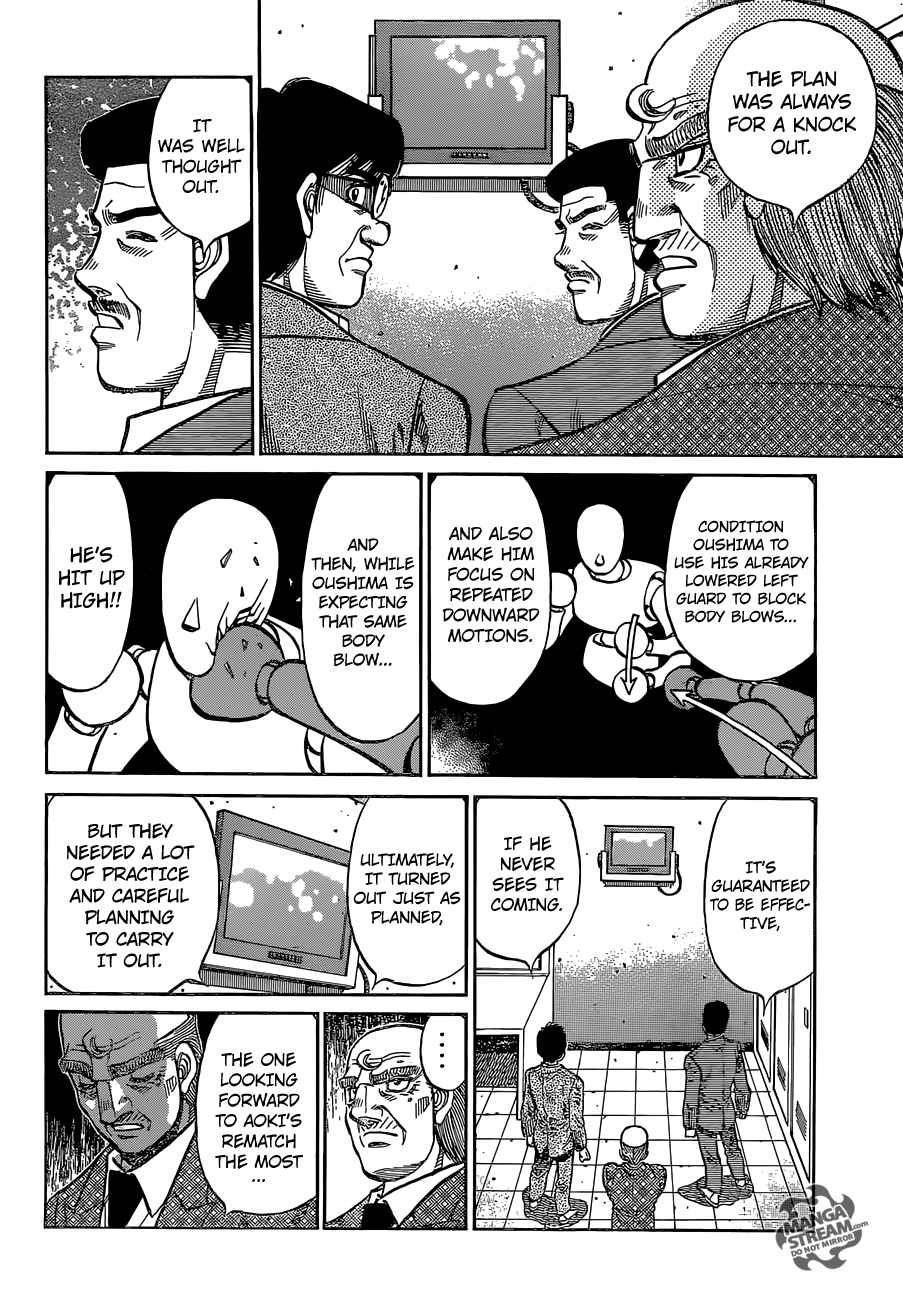 THE PLAN
WAS ALWAYS
FOR A KNOCK
OUT.
IT
WAS WELL
THOUGHT
OUT.
CONDITION
OUSHIMA TO
USE HIS ALREADY
LOWERED LEFT
GUARD TO BLOCK
BODY BLOWS...
AND ALSO
MAKE HIM
FOCUS ON
REPEATED
DOWNWARD
MOTIONS.
AND
THEN, WHILE
OUSHIMA IS
EXPECTING
THAT SAME
BODY
BLOW...
HE'S
HIT UP
HIGH!!
IT'S
GUARANTEED
TO BE EFFEC-
TIVE,
IF HE
NEVER
SEES IT
COMING.
ULTIMATELY,
IT TURNED
OUT JUST AS
PLANNED,
BUT THEY
NEEDED A LOT
OF PRACTICE
AND CAREFUL
PLANNING
TO CARRY
IT OUT.
....
THE ONE
LOOKING
FORWARD
TO AOKI'S
REMATCH
THE MOST
...
MANGA
STREAM.com
DO NOT MIRROR!